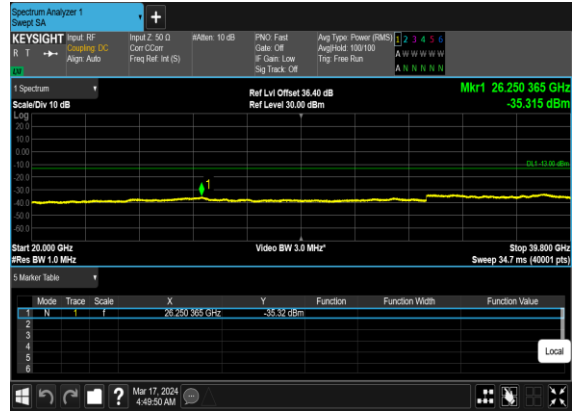 Spectrum Analyzer 1
Swept SA
+
KEYSIGHT Input: RF Input Z: 50 Ω #Atten: 10 dB PNO: Fast Avg Type: Power (RMS) 1 2 3 4 5 6
R T Coupling: DC Corr CCorr Gate: Off Avg|Hold: 100/100 A W W W W W
Align: Auto Freq Ref: Int (S) IF Gain: Low Trig: Free Run
Sig Track: Off A N N N N N
1 Spectrum Ref Lvl Offset 36.40 dB Mkr1 26.250 365 GHz
Scale/Div 10 dB Ref Level 30.00 dBm -35.315 dBm
Log
20.0
10.0
0.00
-10.0 DL1 -13.00 dBm
-20.0
-30.0 1
-40.0
-50.0
-60.0
Start 20.000 GHz Video BW 3.0 MHz* Stop 39.800 GHz
#Res BW 1.0 MHz Sweep 34.7 ms (40001 pts)
5 Marker Table
Mode Trace Scale X Y Function Function Width Function Value
1 N 1 f 26.250 365 GHz -35.32 dBm
2
3
4
5
6
Local
? Mar 17, 2024
4:49:50 AM